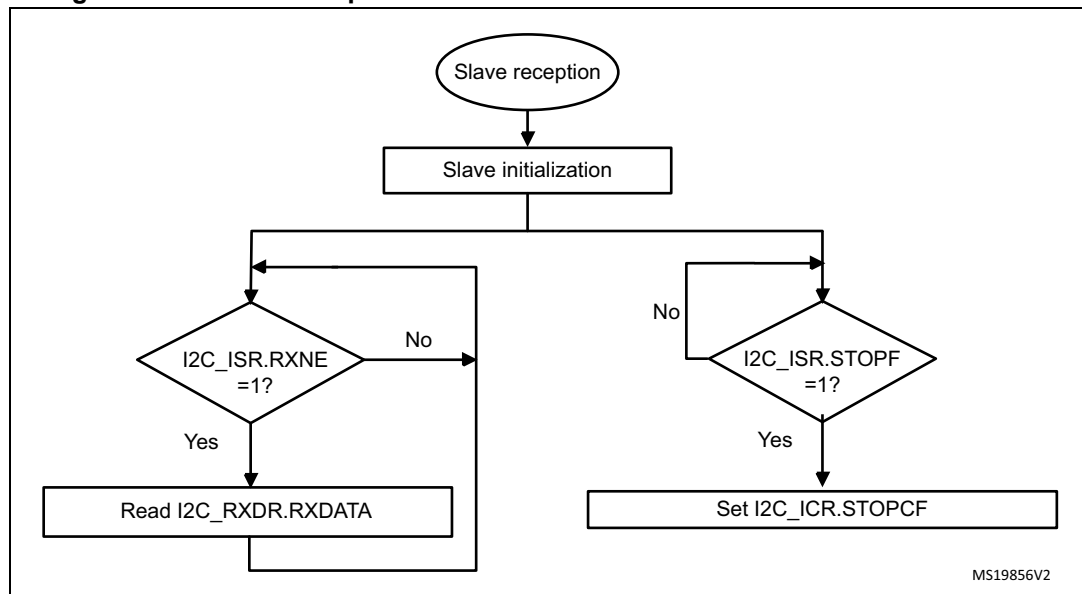 Slave reception
Slave initialization
I2C_ISR.RXNE
=1?
No
Yes
Read I2C_RXDR.RXDATA
No
I2C_ISR.STOPF
=1?
Yes
Set I2C_ICR.STOPCF
MS19856V2